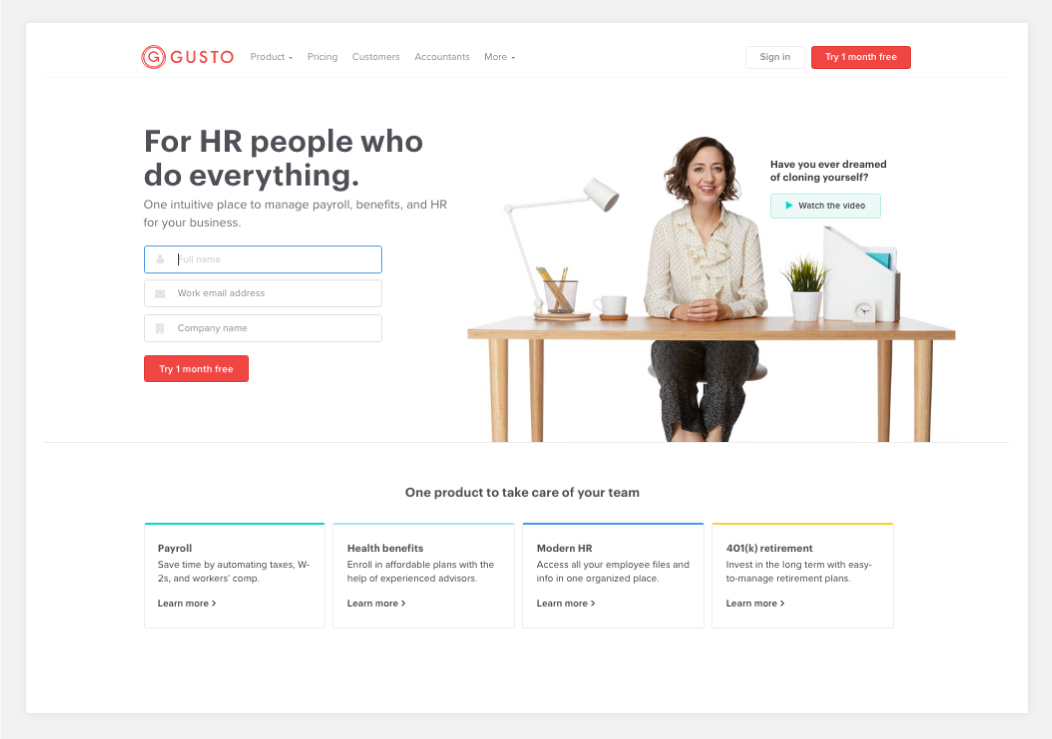 GUSTO
Product
Pricing
Customers
Accountants
More
Sign in
Try 1 month free
For HR people who
do everything.
One intuitive place to manage payroll, benefits, and HR
for your business.
Full name
Work email address
Company name
Try 1 month free
Have you ever dreamed
of cloning yourself?
Watch the video
One product to take care of your team
Payroll
Save time by automating taxes, W-
2s, and workers' comp.
Learn more >
Health benefits
Enroll in affordable plans with the
help of experienced advisors.
Learn more >
Modern HR
Access all your employee files and
info in one organized place.
Learn more >
401(k) retirement
Invest in the long term with easy-
to-manage retirement plans.
Learn more >